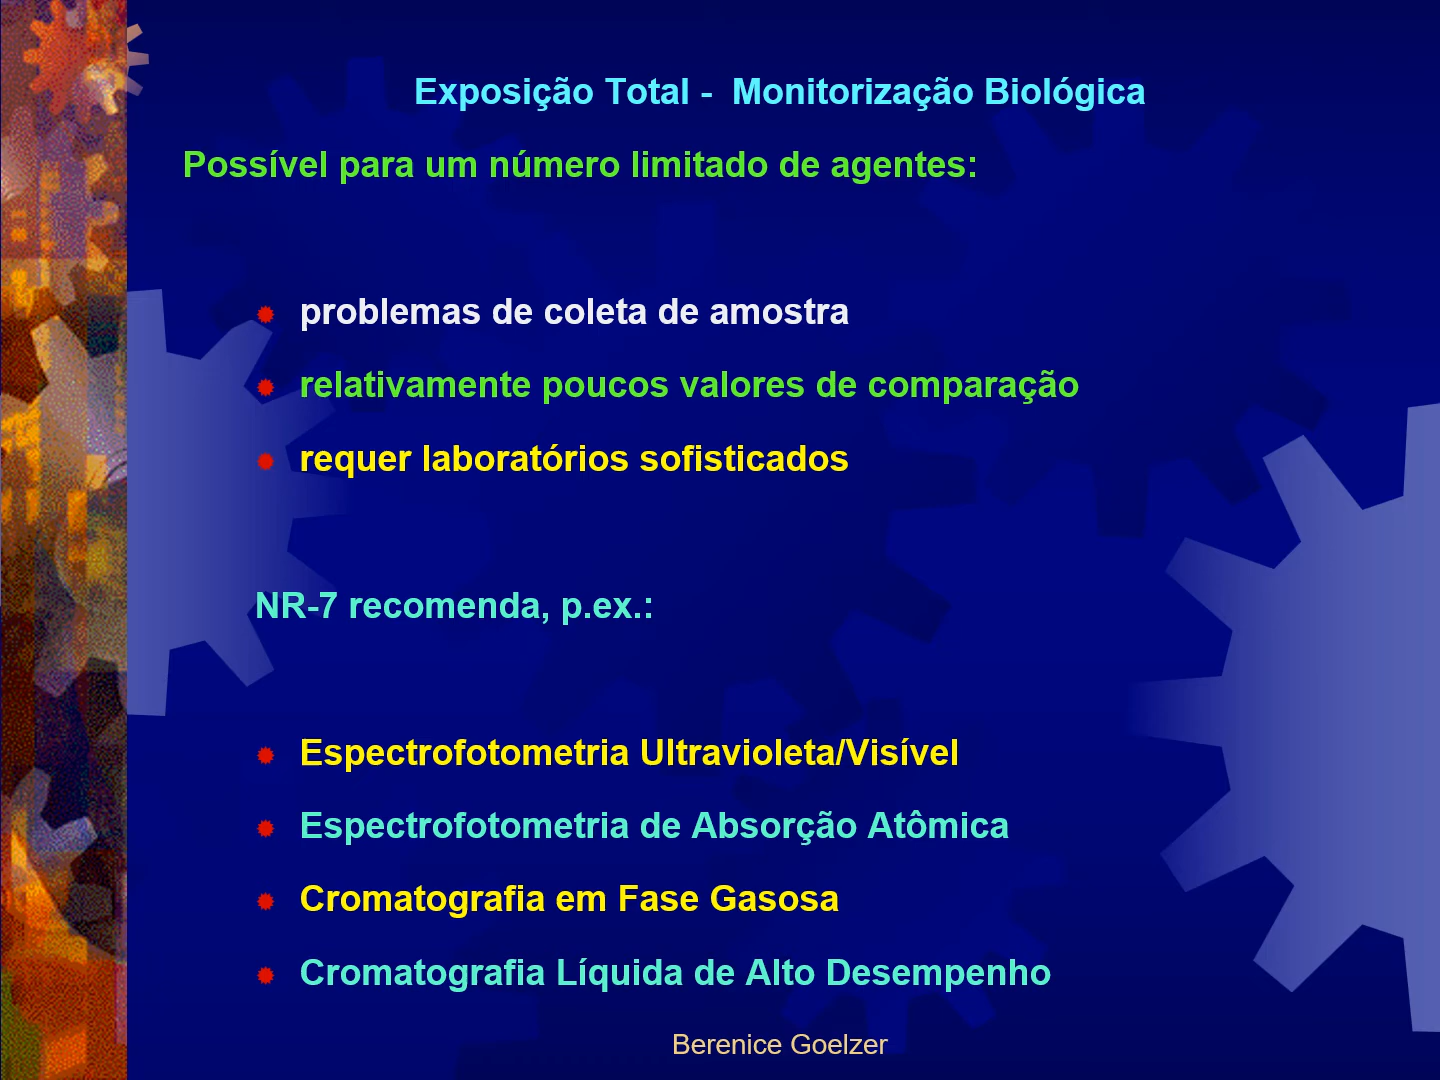 Exposição Total - Monitorização Biológica
Possível para um número limitado de agentes:
problemas de coleta de amostra
relativamente poucos valores de comparação
requer laboratórios sofisticados
NR-7 recomenda, p.ex.:
Espectrofotometria Ultravioleta/Visível
Espectrofotometria de Absorção Atômica
Cromatografia em Fase Gasosa
Cromatografia Líquida de Alto Desempenho
Berenice Goelzer